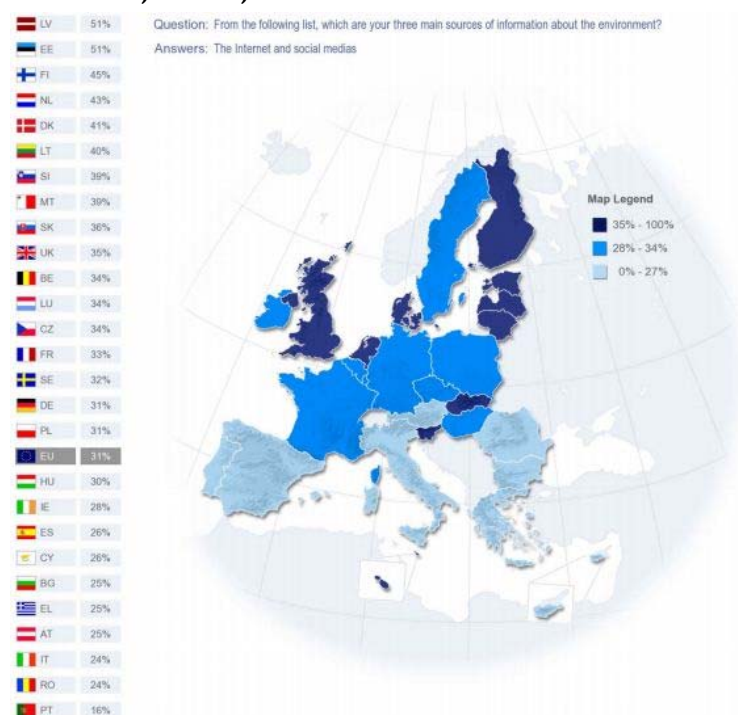 LV 51%
EE 51%
FI 45%
NL 43%
DK 41%
LT 40%
SI 39%
MT 39%
SK 36%
UK 35%
BE 34%
LU 34%
CZ 34%
FR 33%
SE 32%
DE 31%
PL 31%
EU 31%
HU 30%
IE 28%
ES 26%
CY 26%
BG 25%
EL 25%
AT 25%
IT 24%
RO 24%
PT 16%
Question: From the following list, which are your three main sources of information about the environment?
Answers: The Internet and social medias
Map Legend
35% - 100%
28% - 34%
0% - 27%